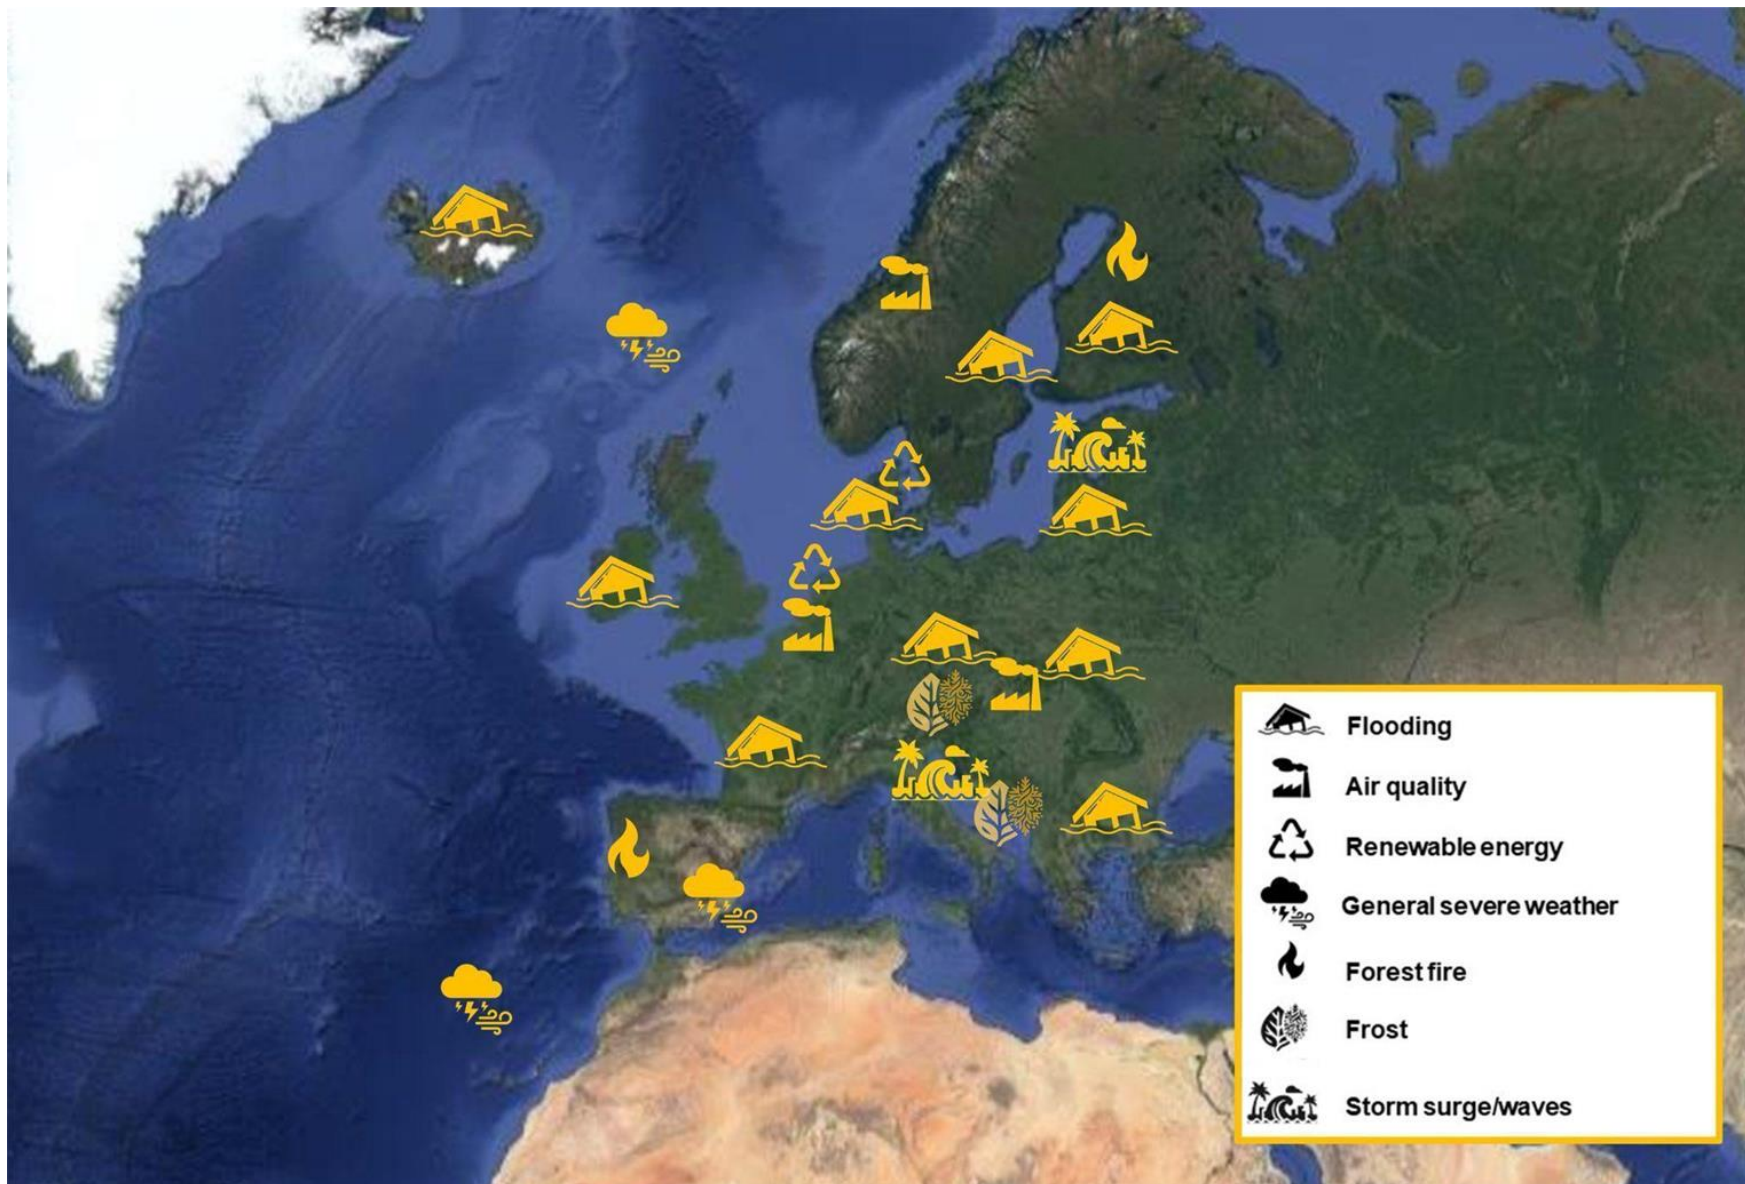 Flooding
Air quality
Renewable energy
General severe weather
Forest fire
Frost
Storm surge/waves